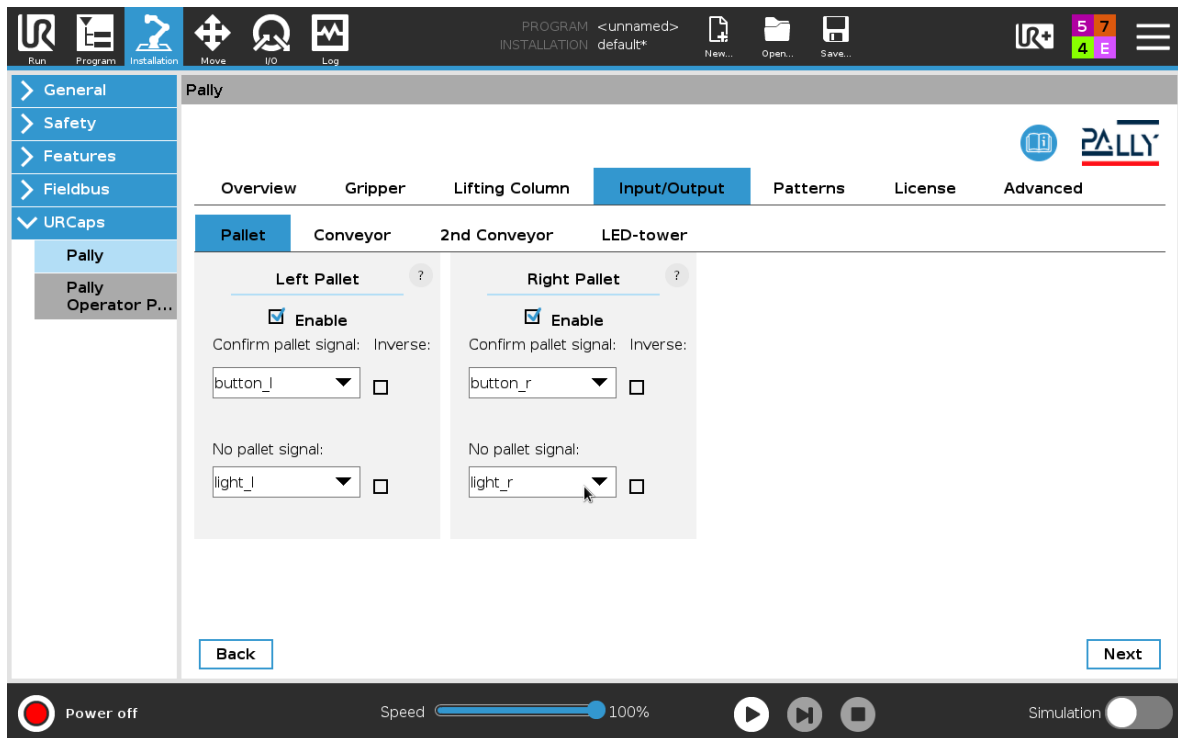 PROGRAM <unnamed>
INSTALLATION default*
Run Program Installation Move I/O Log New... Open... Save...
UR+
5 7
4 E
General
Safety
Features
Fieldbus
URCaps
Pally
Pally
Operator P...
Pally
PALLY
Overview Gripper Lifting Column Input/Output Patterns License Advanced
Pallet Conveyor 2nd Conveyor LED-tower
Left Pallet ?
Enable
Confirm pallet signal: Inverse:
button_l
No pallet signal:
light_l
Right Pallet ?
Enable
Confirm pallet signal: Inverse:
button_r
No pallet signal:
light_r
Back Next
Power off Speed 100% Simulation